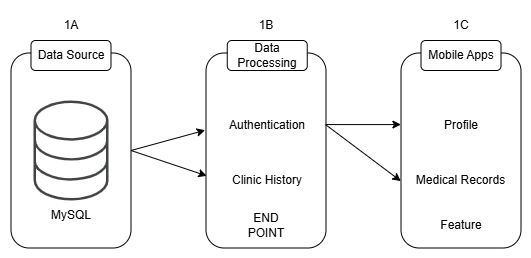 1A
1B
1C
Data Source
Data
Processing
Mobile Apps
MySQL
Authentication
Clinic History
END
POINT
Profile
Medical Records
Feature